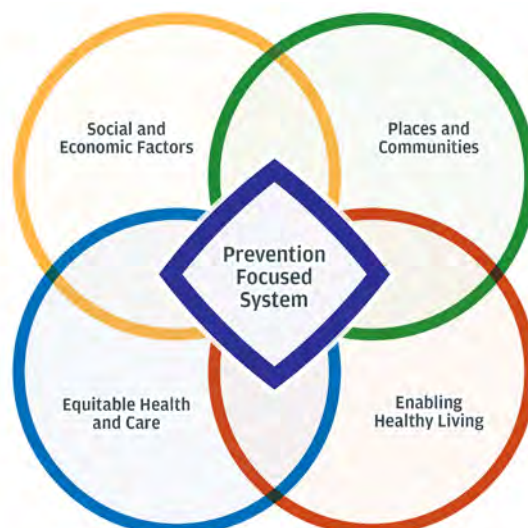 Social and
Economic Factors
Places and
Communities
Prevention
Focused
System
Equitable Health
and Care
Enabling
Healthy Living